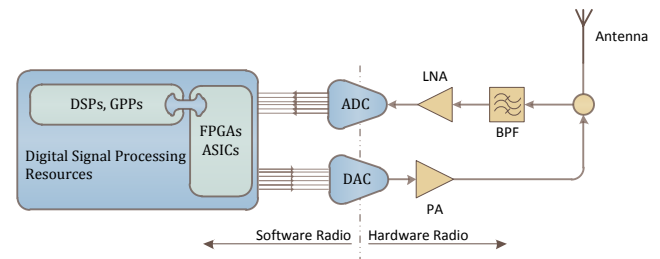 Antenna
LNA
ADC
DSPs, GPPs
FPGAs
ASICs
BPF
Digital Signal Processing
Resources
DAC
PA
Software Radio
Hardware Radio